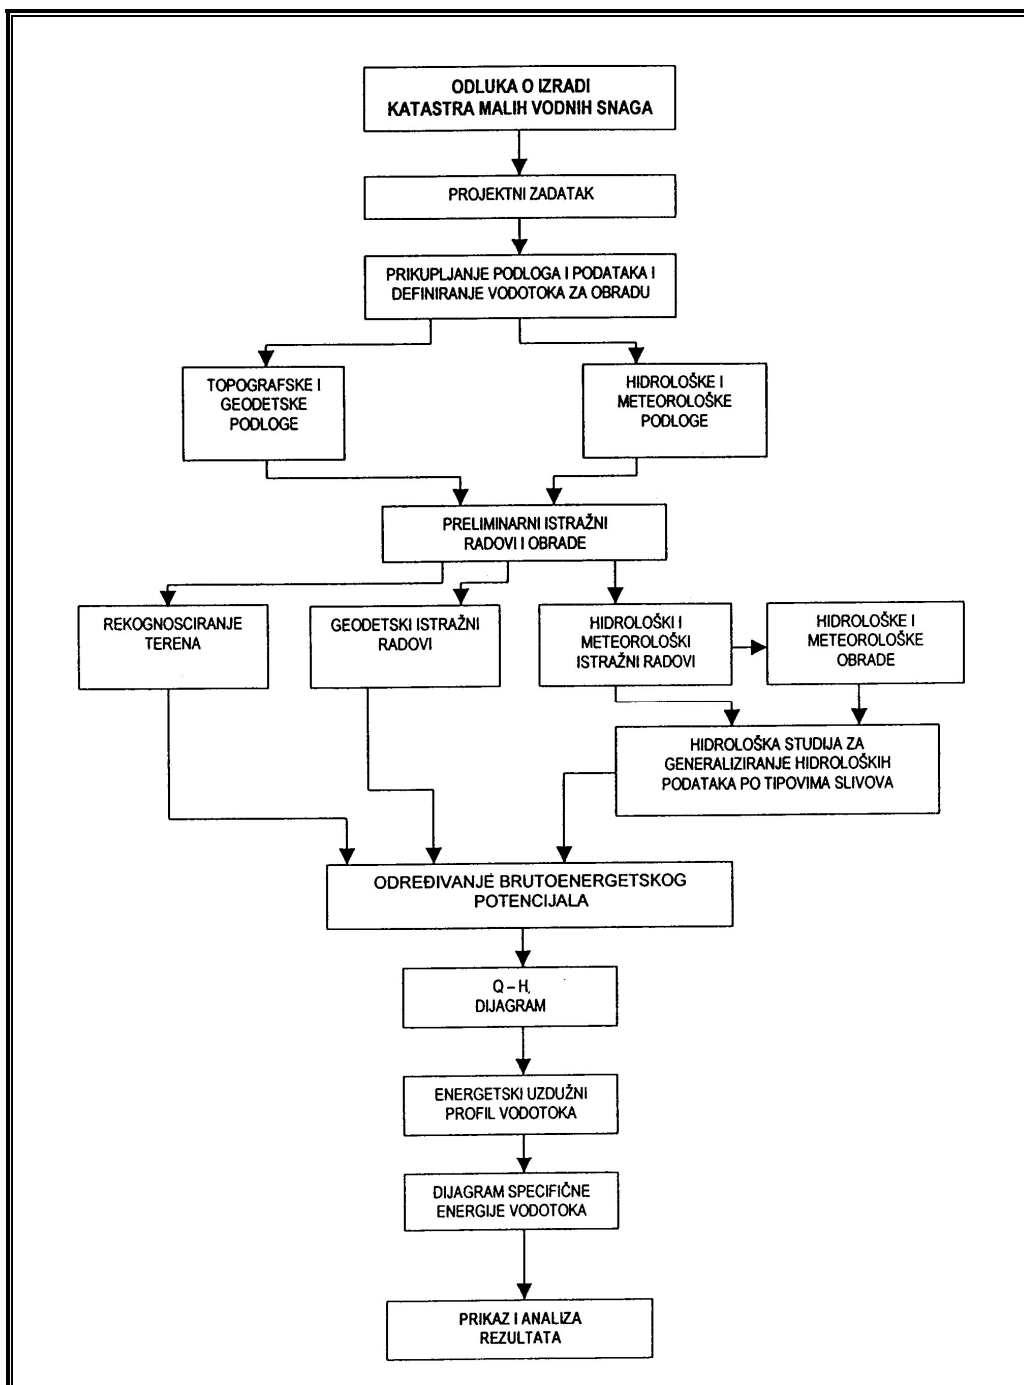 ODLUKA O IZRADI
KATASTRA MALIH VODNIH SNAGA
PROJEKTNI ZADATAK
PRIKUPLJANJE PODLOGA I PODATAKA I
DEFINIRANJE VODOTOKA ZA OBRADU
TOPOGRAFSKE I
GEODETSKE
PODLOGE
HIDROLOŠKE I
METEOROLOŠKE
PODLOGE
PRELIMINARNI ISTRAŽNI
RADOVI I OBRADE
REKOGNOSCIRANJE
TERENA
GEODETSKI ISTRAŽNI
RADOVI
HIDROLOŠKI I
METEOROLOŠKI
ISTRAŽNI RADOVI
HIDROLOŠKE I
METEOROLOŠKE
OBRADE
HIDROLOŠKA STUDIJA ZA
GENERALIZIRANJE HIDROLOŠKIH
PODATAKA PO TIPOVIMA SLIVOVA
ODREĐIVANJE BRUTOENERGETSKOG
POTENCIJALA
Q – H,
DIJAGRAM
ENERGETSKI UZDUŽNI
PROFIL VODOTOKA
DIJAGRAM SPECIFIČNE
ENERGIJE VODOTOKA
PRIKAZ I ANALIZA
REZULTATA